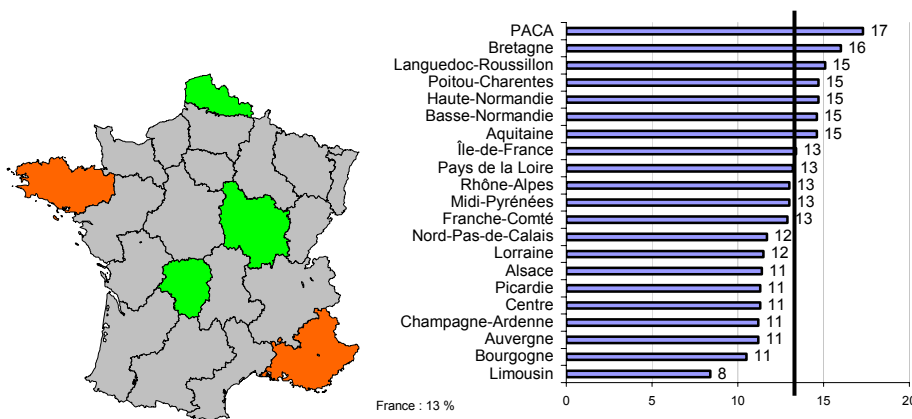 PACA 17
Bretagne 16
Languedoc-Roussillon 15
Poitou-Charentes 15
Haute-Normandie 15
Basse-Normandie 15
Aquitaine 15
Île-de-France 13
Pays de la Loire 13
Rhône-Alpes 13
Midi-Pyrénées 13
Franche-Comté 13
Nord-Pas-de-Calais 12
Lorraine 12
Alsace 11
Picardie 11
Centre 11
Champagne-Ardenne 11
Auvergne 11
Bourgogne 11
Limousin 8
0 5 10 15 20
France : 13 %